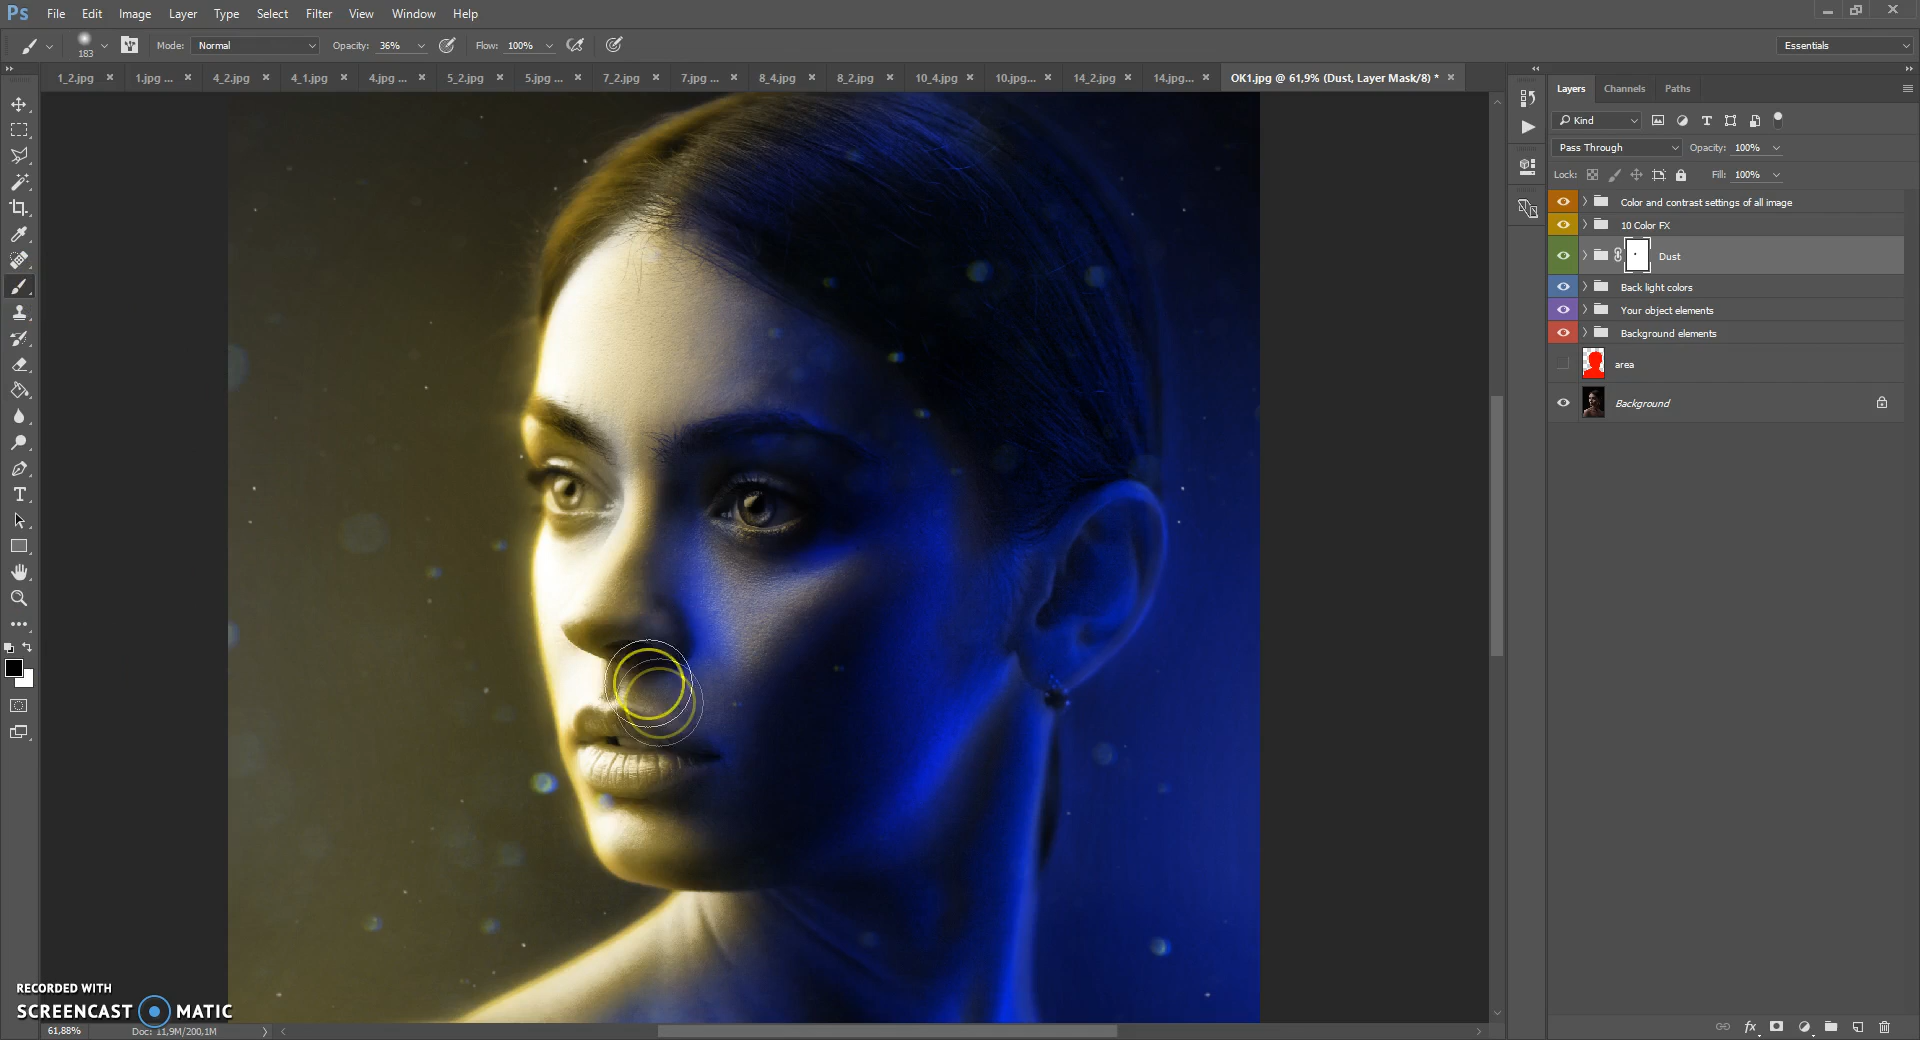 Ps File Edit Image Layer Type Select Filter View Window Help
183 Mode: Normal Opacity: 36% Flow: 100% Essentials
1_2.jpg 1.jpg ... 4_2.jpg 4_1.jpg 4.jpg ... 5_2.jpg 5.jpg ... 7_2.jpg 7.jpg ... 8_4.jpg 8_2.jpg 10_4.jpg 10.jpg... 14_2.jpg 14.jpg... OK1.jpg @ 61,9% (Dust, Layer Mask/8) *
Layers Channels Paths
Kind
Pass Through Opacity: 100%
Lock: Fill: 100%
Color and contrast settings of all image
10 Color FX
Dust
Back light colors
Your object elements
Background elements
area
Background
RECORDED WITH
SCREENCAST MATIC
61,88% Doc: 11,9M/200,1M